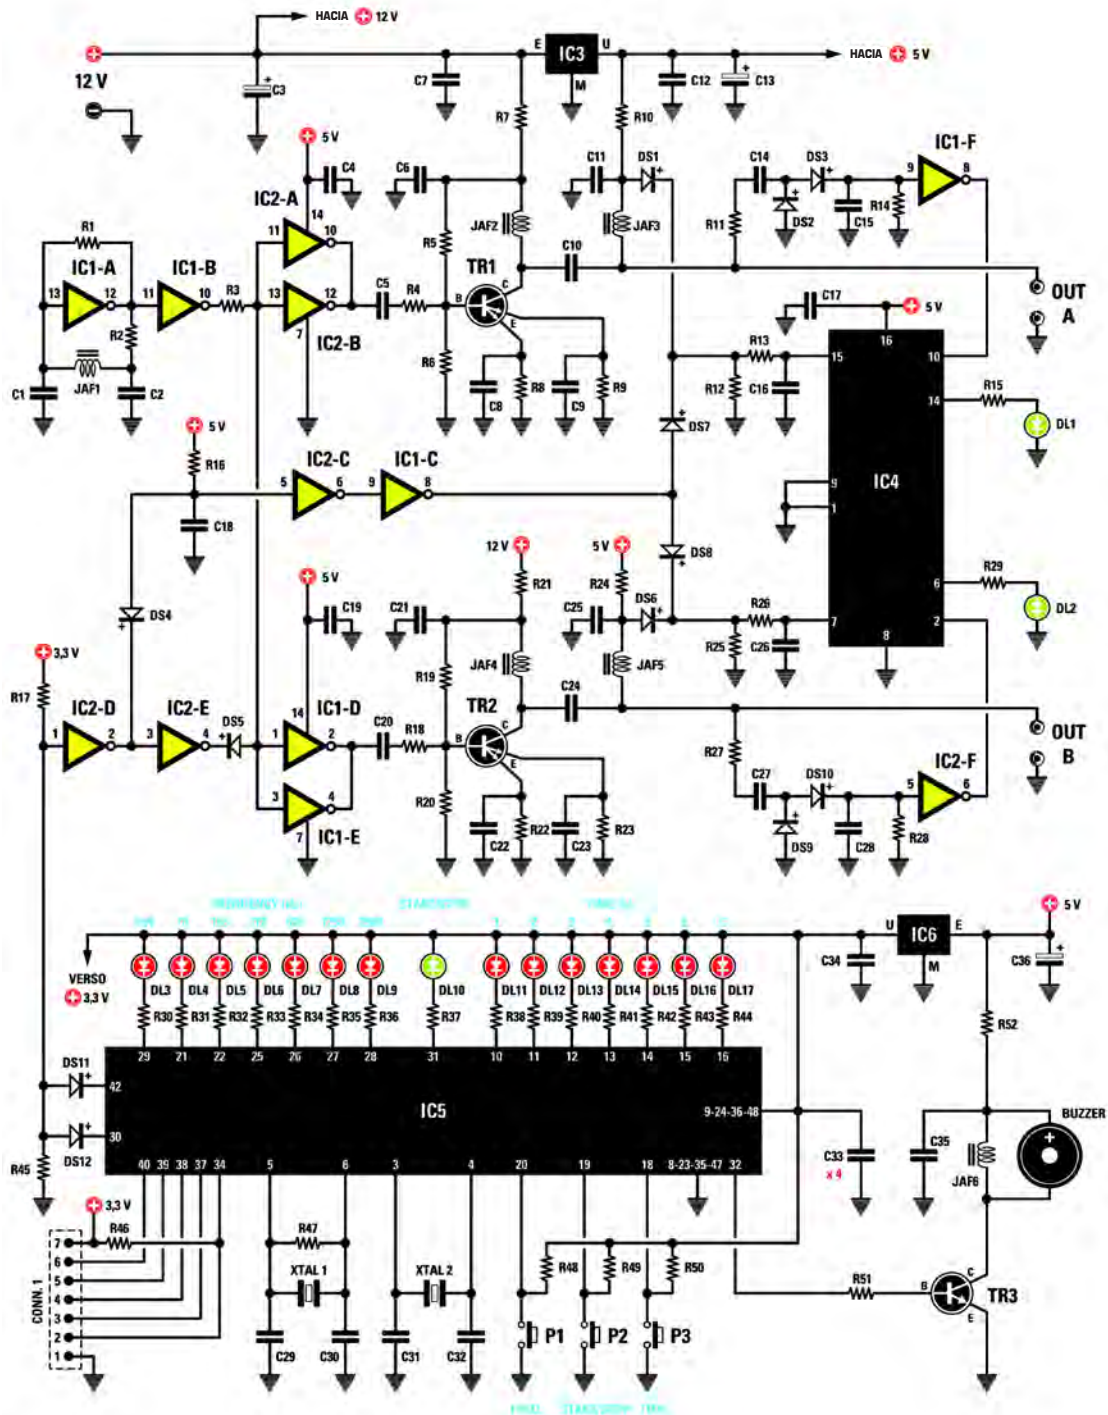 HACIA 12 V
12 V
C3
C7
E IC3 U
M
C12
C13
HACIA 5 V
R7
R10
5 V
C4
C6
C11
DS1
C14
DS3
IC1-F
9
8
R11
DS2
C15
R14
IC2-A
14
11
10
JAF2
JAF3
R1
IC1-A
IC1-B
13
12
11
10
R3
R2
JAF1
C1
C2
13
12
7
IC2-B
C5
R4
R5
R6
TR1
B
C
E
C10
C8
R8
C9
R9
OUT
A
C17
5 V
16
R13
R12
C16
15
10
14
R15
DL1
DS7
5 V
R16
IC2-C
IC1-C
5
6
9
8
C18
IC4
9
1
DS8
12 V
5 V
R21
R24
5 V
C19
C21
C25
DS6
R26
R25
C26
7
6
2
8
R29
DL2
DS4
3,3 V
R17
IC2-D
IC2-E
1
2
3
4
DS5
IC1-D
14
1
2
3
4
7
IC1-E
C20
R18
R19
R20
JAF4
JAF5
TR2
B
C
E
C24
C22
R22
C23
R23
R27
C27
DS10
DS9
C28
R28
IC2-F
5
6
OUT
B
VERSO
3,3 V
DL3
DL4
DL5
DL6
DL7
DL8
DL9
DL10
DL11
DL12
DL13
DL14
DL15
DL16
DL17
R30
R31
R32
R33
R34
R35
R36
R37
R38
R39
R40
R41
R42
R43
R44
29
21
22
25
26
27
28
31
10
11
12
13
14
15
16
U IC6 E
M
C34
5 V
C36
R52
DS11
42
IC5
9-24-36-48
30
DS12
R45
40
39
38
37
34
5
6
3
4
20
19
18
8-23-35-47
32
C33
x 4
C35
JAF6
BUZZER
3,3 V
R46
CONN. 1
7
6
5
4
3
2
1
R47
XTAL 1
XTAL 2
C29
C30
C31
C32
R48
R49
R50
P1
P2
P3
R51
B
C
E
TR3